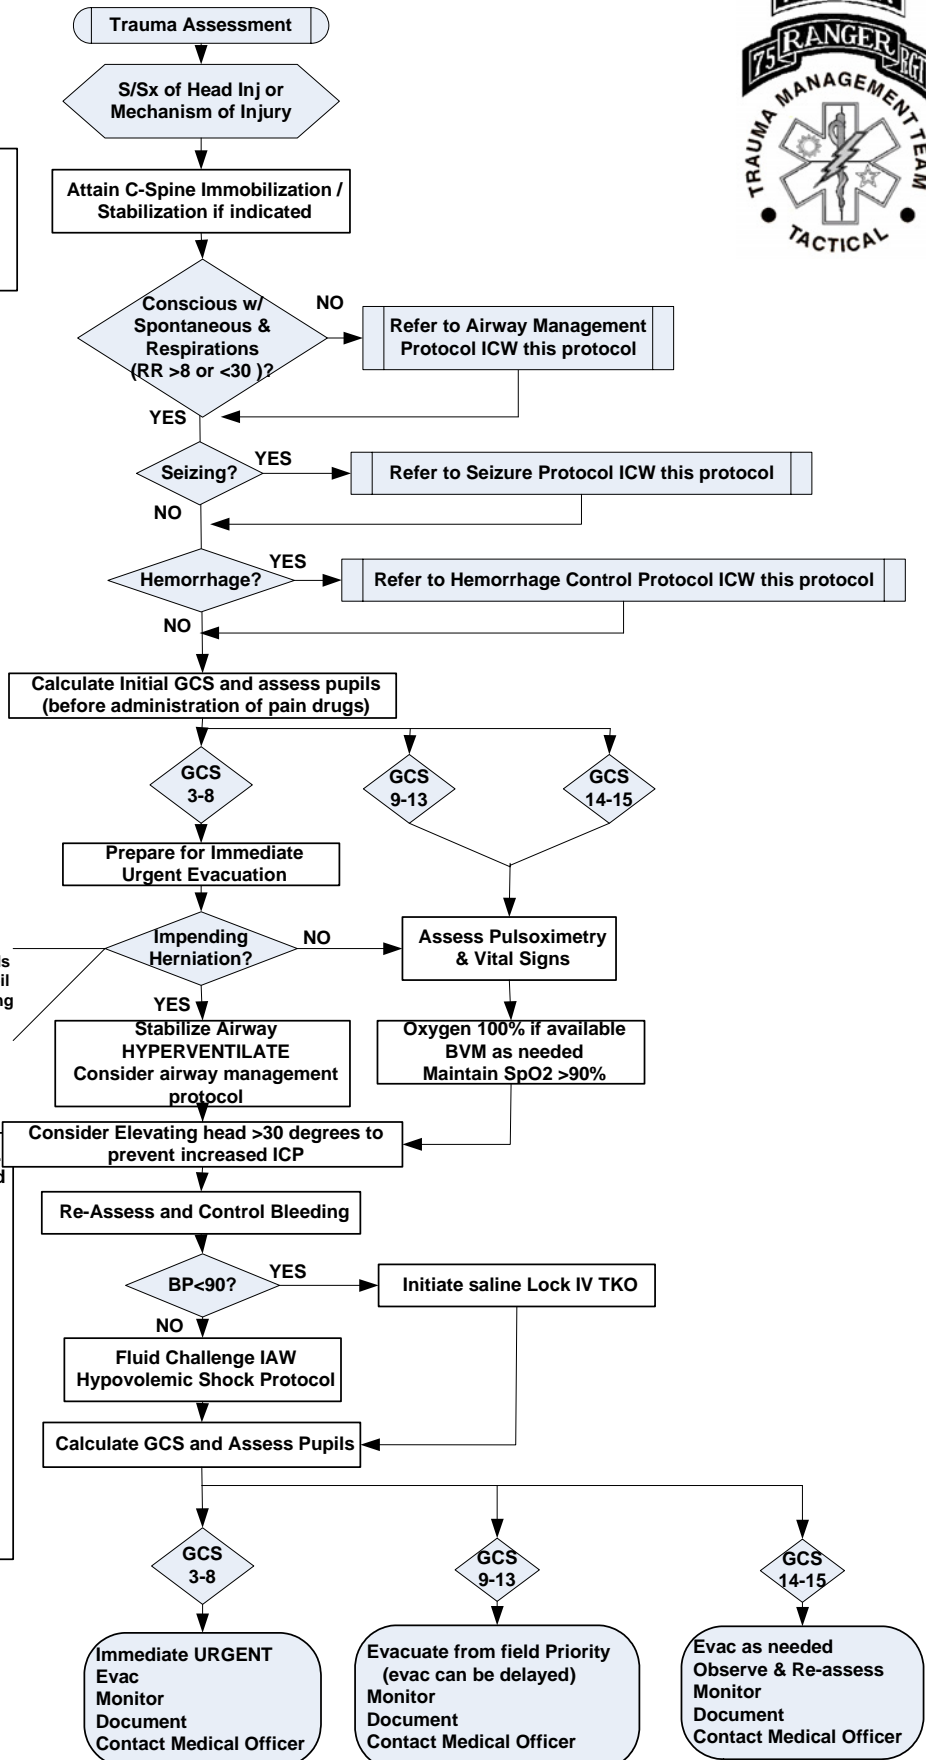 Trauma Assessment
75 RANGER RGT
TRAUMA MANAGEMENT TEAM
TACTICAL
S/Sx of Head Inj or
Mechanism of Injury
Attain C-Spine Immobilization /
Stabilization if indicated
Conscious w/
Spontaneous &
Respirations
(RR >8 or <30 )?
NO
Refer to Airway Management
Protocol ICW this protocol
YES
Seizing?
YES
Refer to Seizure Protocol ICW this protocol
NO
Hemorrhage?
YES
Refer to Hemorrhage Control Protocol ICW this protocol
NO
Calculate Initial GCS and assess pupils
(before administration of pain drugs)
GCS
3-8
GCS
9-13
GCS
14-15
Prepare for Immediate
Urgent Evacuation
Impending
Herniation?
NO
Assess Pulsoximetry
& Vital Signs
YES
Stabilize Airway
HYPERVENTILATE
Consider airway management
protocol
Oxygen 100% if available
BVM as needed
Maintain SpO2 >90%
Consider Elevating head >30 degrees to
prevent increased ICP
Re-Assess and Control Bleeding
BP<90?
YES
Initiate saline Lock IV TKO
NO
Fluid Challenge IAW
Hypovolemic Shock Protocol
Calculate GCS and Assess Pupils
GCS
3-8
GCS
9-13
GCS
14-15
Immediate URGENT
Evac
Monitor
Document
Contact Medical Officer
Evacuate from field Priority
(evac can be delayed)
Monitor
Document
Contact Medical Officer
Evac as needed
Observe & Re-assess
Monitor
Document
Contact Medical Officer